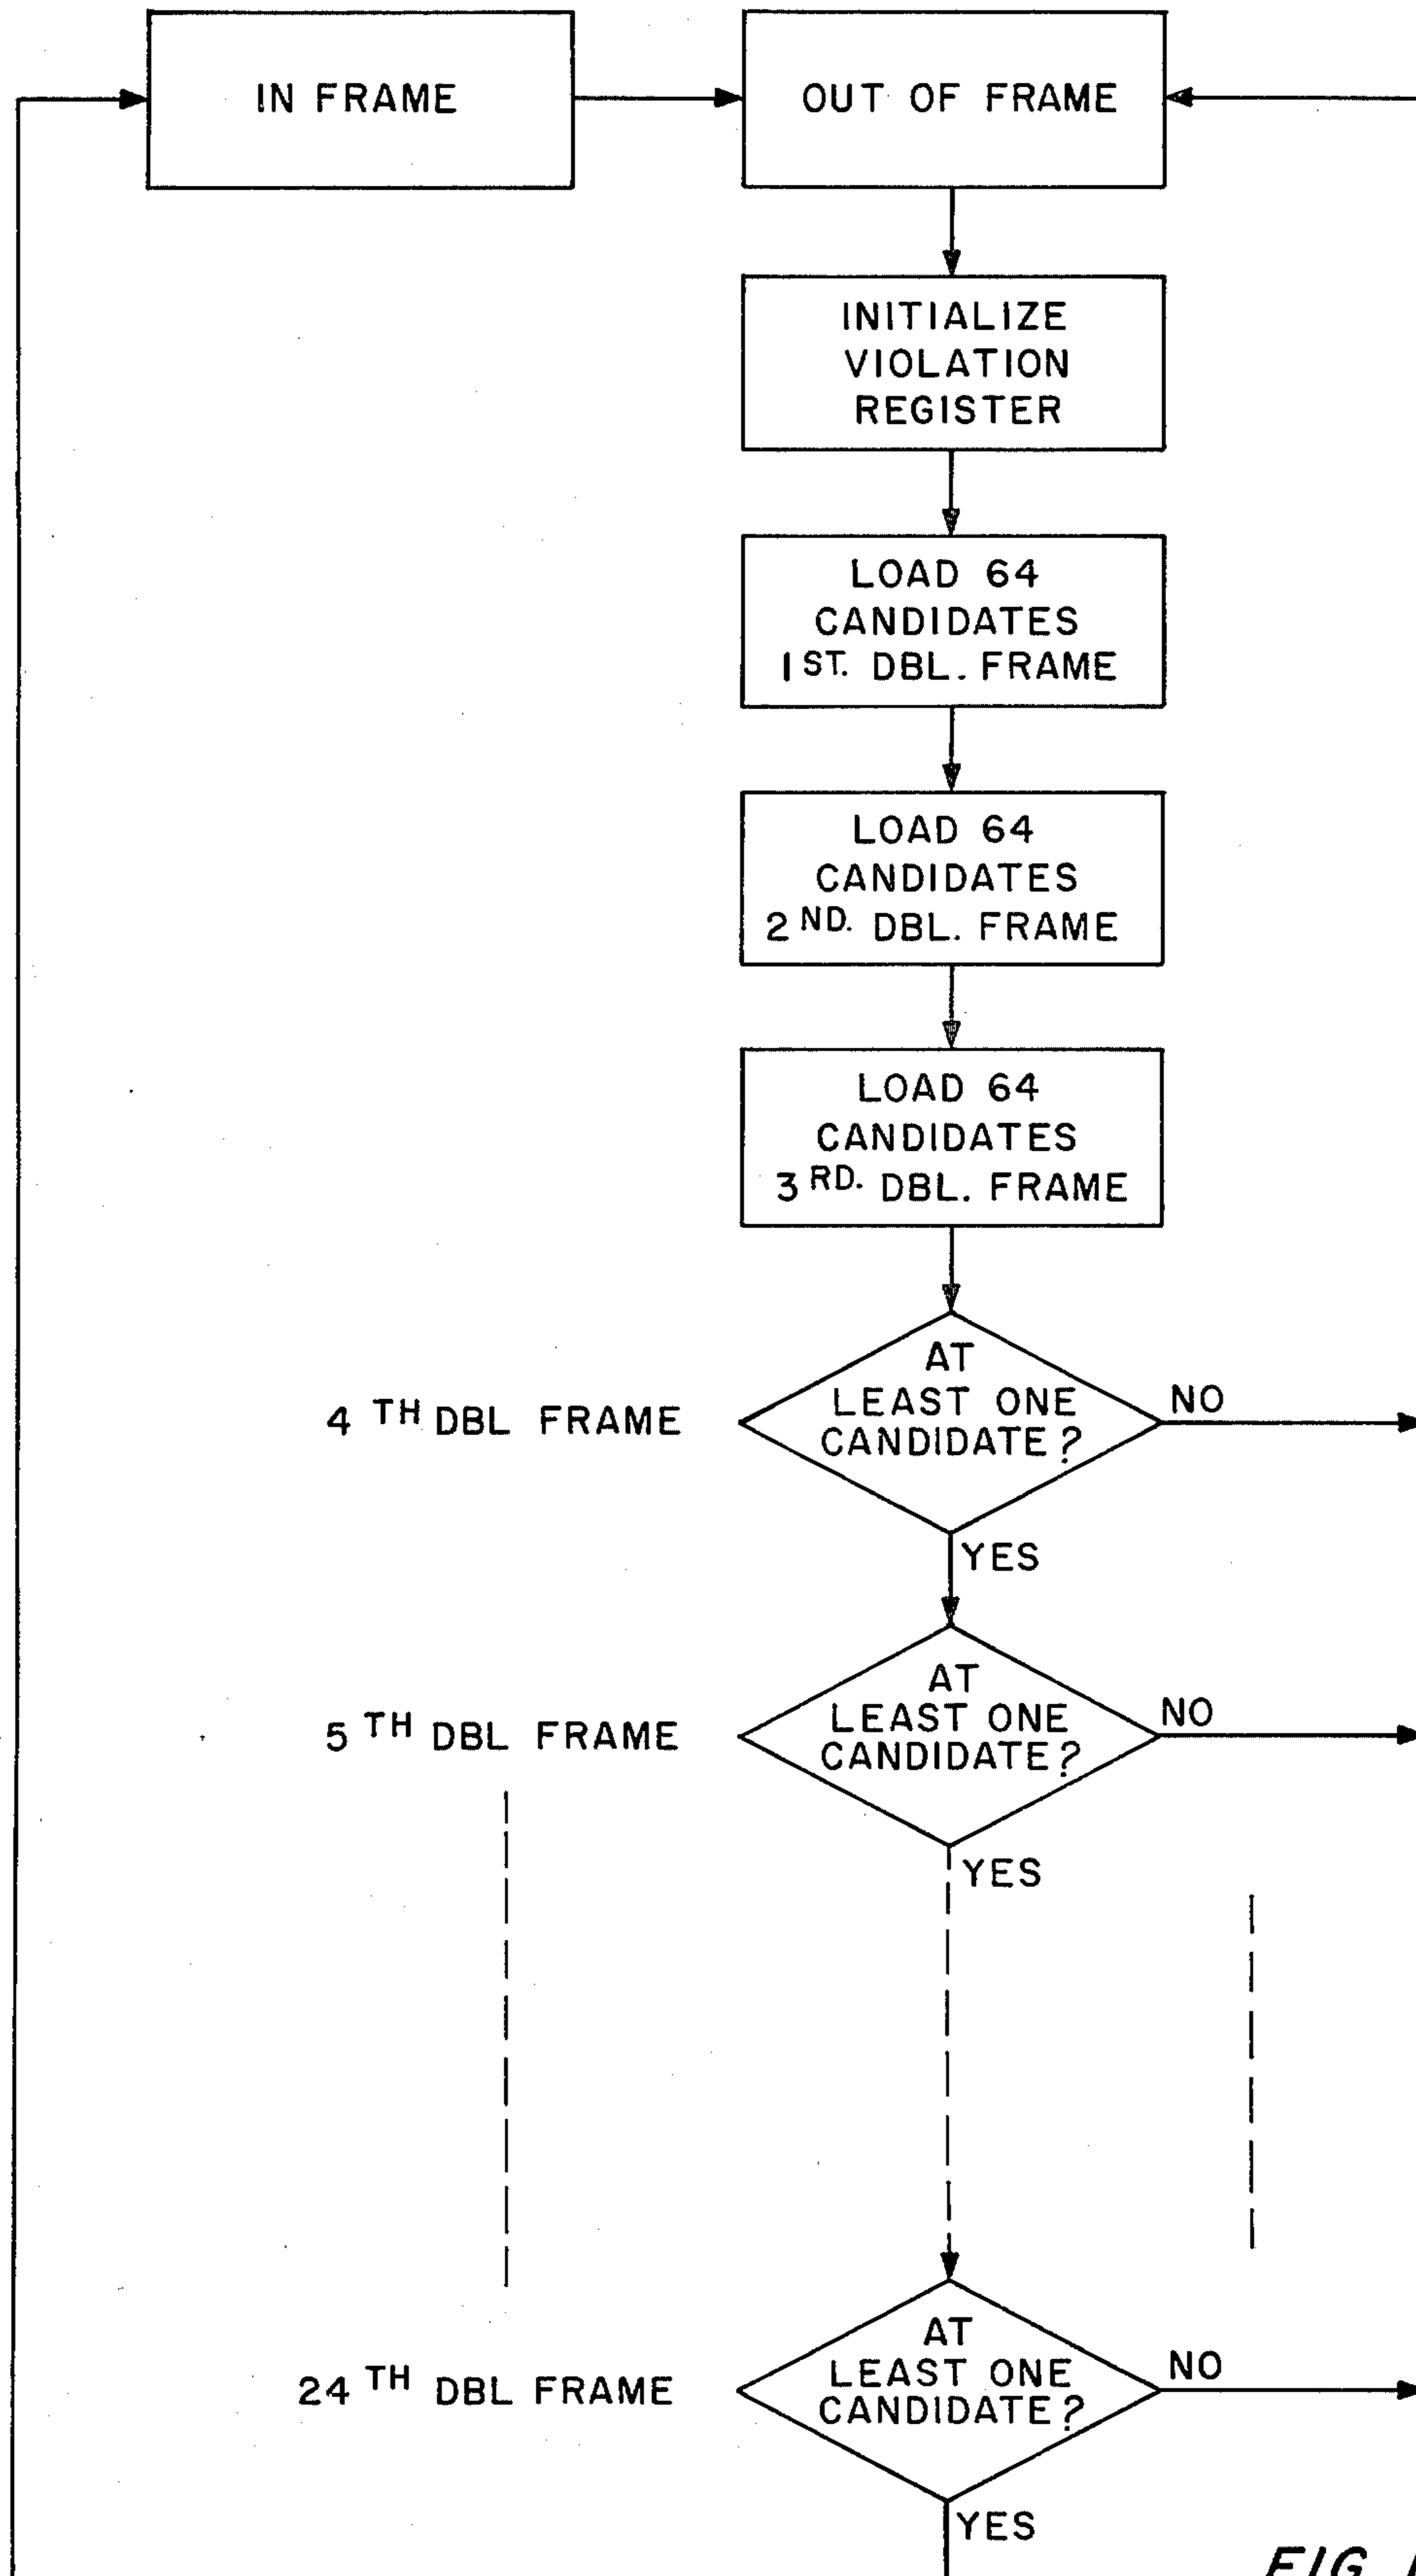 IN FRAME
OUT OF FRAME
INITIALIZE
VIOLATION
REGISTER
LOAD 64
CANDIDATES
1ST. DBL. FRAME
LOAD 64
CANDIDATES
2ND. DBL. FRAME
LOAD 64
CANDIDATES
3RD. DBL. FRAME
4TH DBL FRAME
AT
LEAST ONE
CANDIDATE?
NO
YES
5TH DBL FRAME
AT
LEAST ONE
CANDIDATE?
NO
YES
24TH DBL FRAME
AT
LEAST ONE
CANDIDATE?
NO
YES
FIG